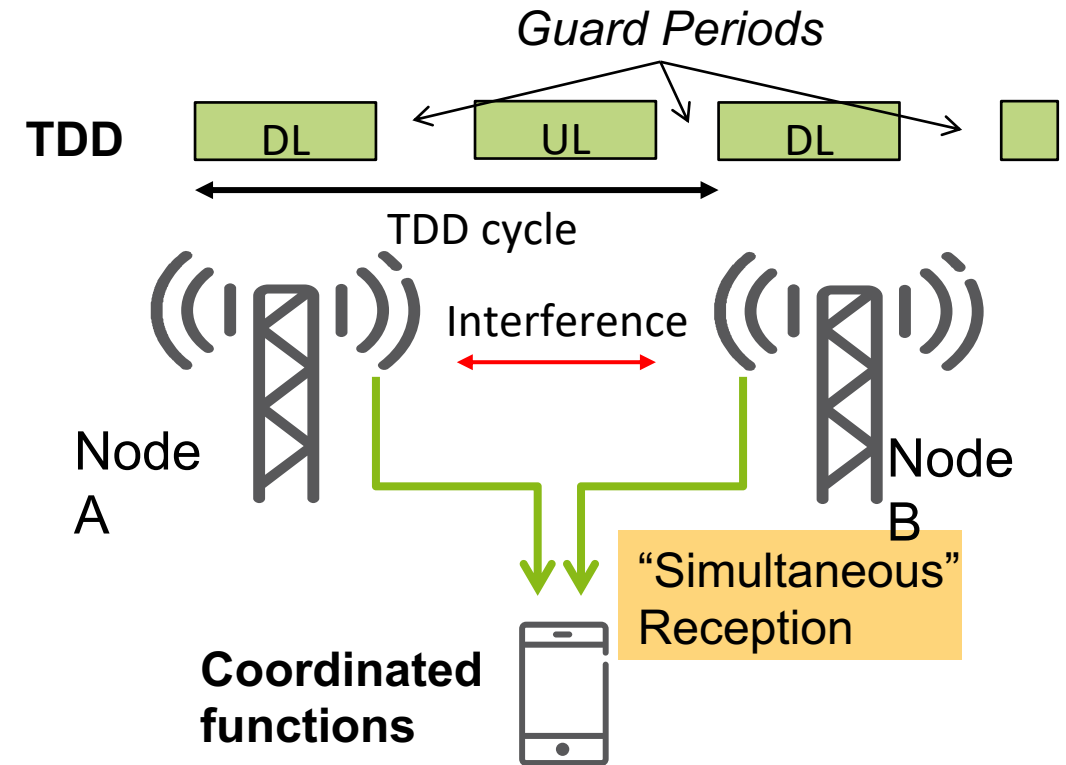 Guard Periods
TDD DL UL DL
TDD cycle
Interference
Node
A
Node
B
“Simultaneous”
Reception
Coordinated
functions